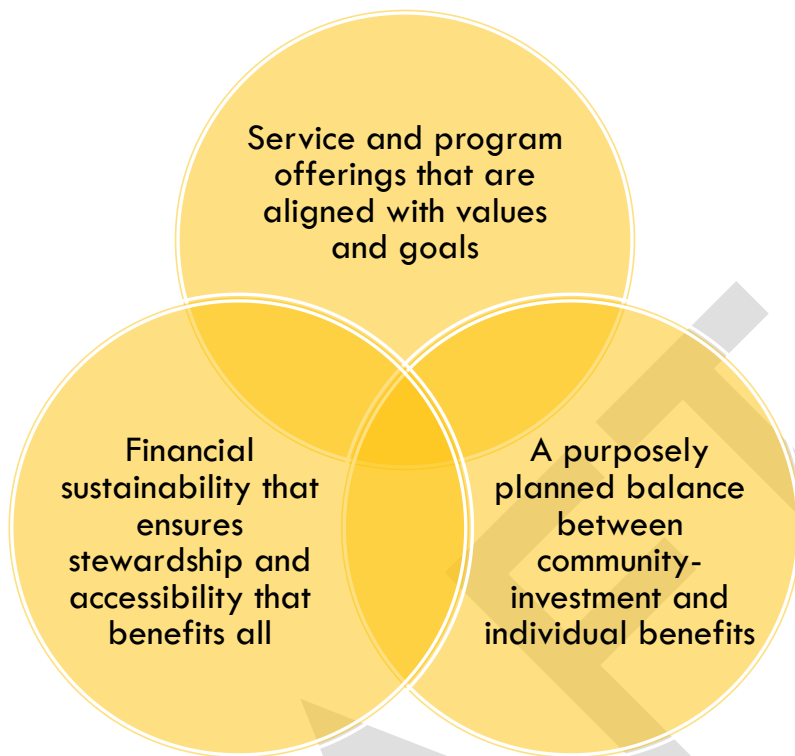 Service and program
offerings that are
aligned with values
and goals
Financial
sustainability that
ensures
stewardship and
accessibility that
benefits all
A purposely
planned balance
between
community-
investment and
individual benefits